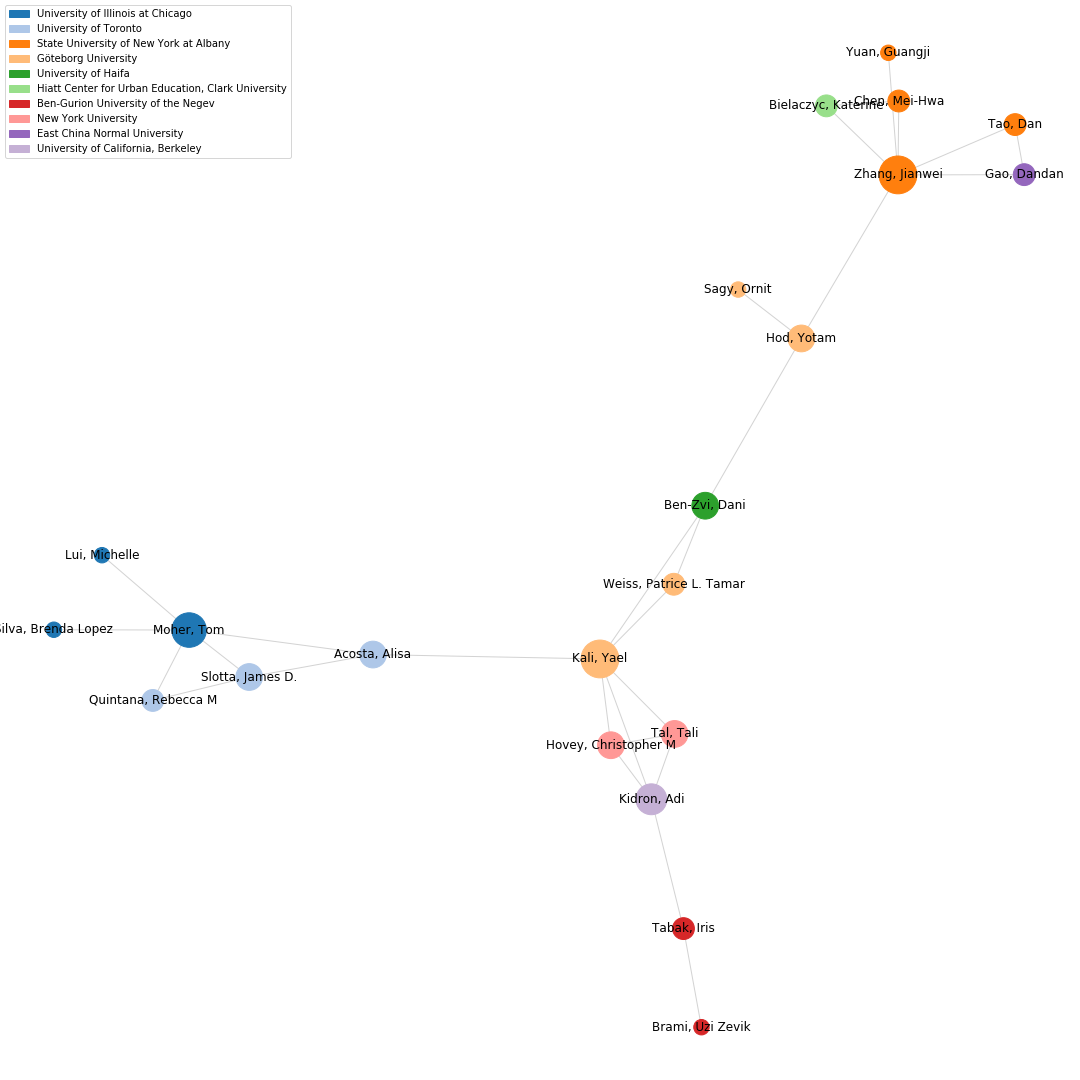 University of Illinois at Chicago
University of Toronto
State University of New York at Albany
Göteborg University
University of Haifa
Hiatt Center for Urban Education, Clark University
Ben-Gurion University of the Negev
New York University
East China Normal University
University of California, Berkeley
Yuan, Guangji
Chen, Mei-Hwa
Bielaczyc, Katerine
Tao, Dan
Zhang, Jianwei
Gao, Dandan
Sagy, Ornit
Hod, Yotam
Ben-Zvi, Dani
Lui, Michelle
Weiss, Patrice L. Tamar
Silva, Brenda Lopez
Moher, Tom
Acosta, Alisa
Kali, Yael
Slotta, James D.
Quintana, Rebecca M
Tal, Tali
Hovey, Christopher M
Kidron, Adi
Tabak, Iris
Brami, Uzi Zevik